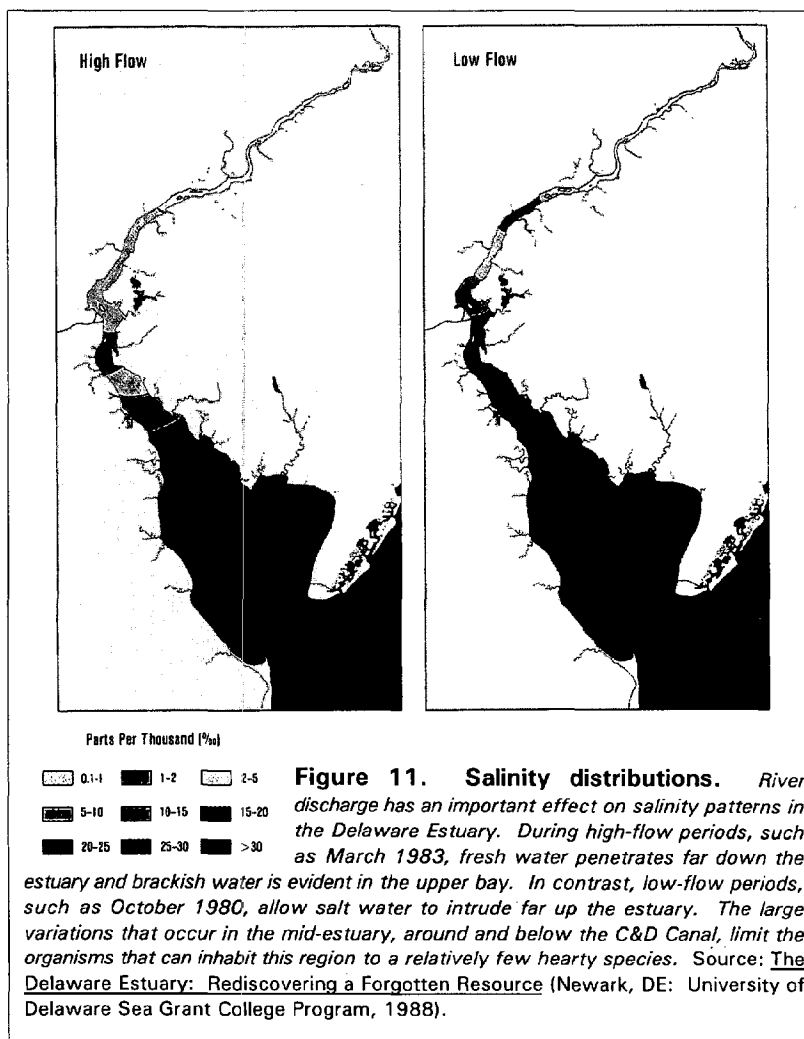 High Flow
Low Flow
Parts Per Thousand (‰)
0.1-1 1-2 2-5
5-10 10-15 15-20
20-25 25-30 >30
Figure 11. Salinity distributions. River
discharge has an important effect on salinity patterns in
the Delaware Estuary. During high-flow periods, such
as March 1983, fresh water penetrates far down the
estuary and brackish water is evident in the upper bay. In contrast, low-flow periods,
such as October 1980, allow salt water to intrude far up the estuary. The large
variations that occur in the mid-estuary, around and below the C&D Canal, limit the
organisms that can inhabit this region to a relatively few hearty species. Source: The
Delaware Estuary: Rediscovering a Forgotten Resource (Newark, DE: University of
Delaware Sea Grant College Program, 1988).